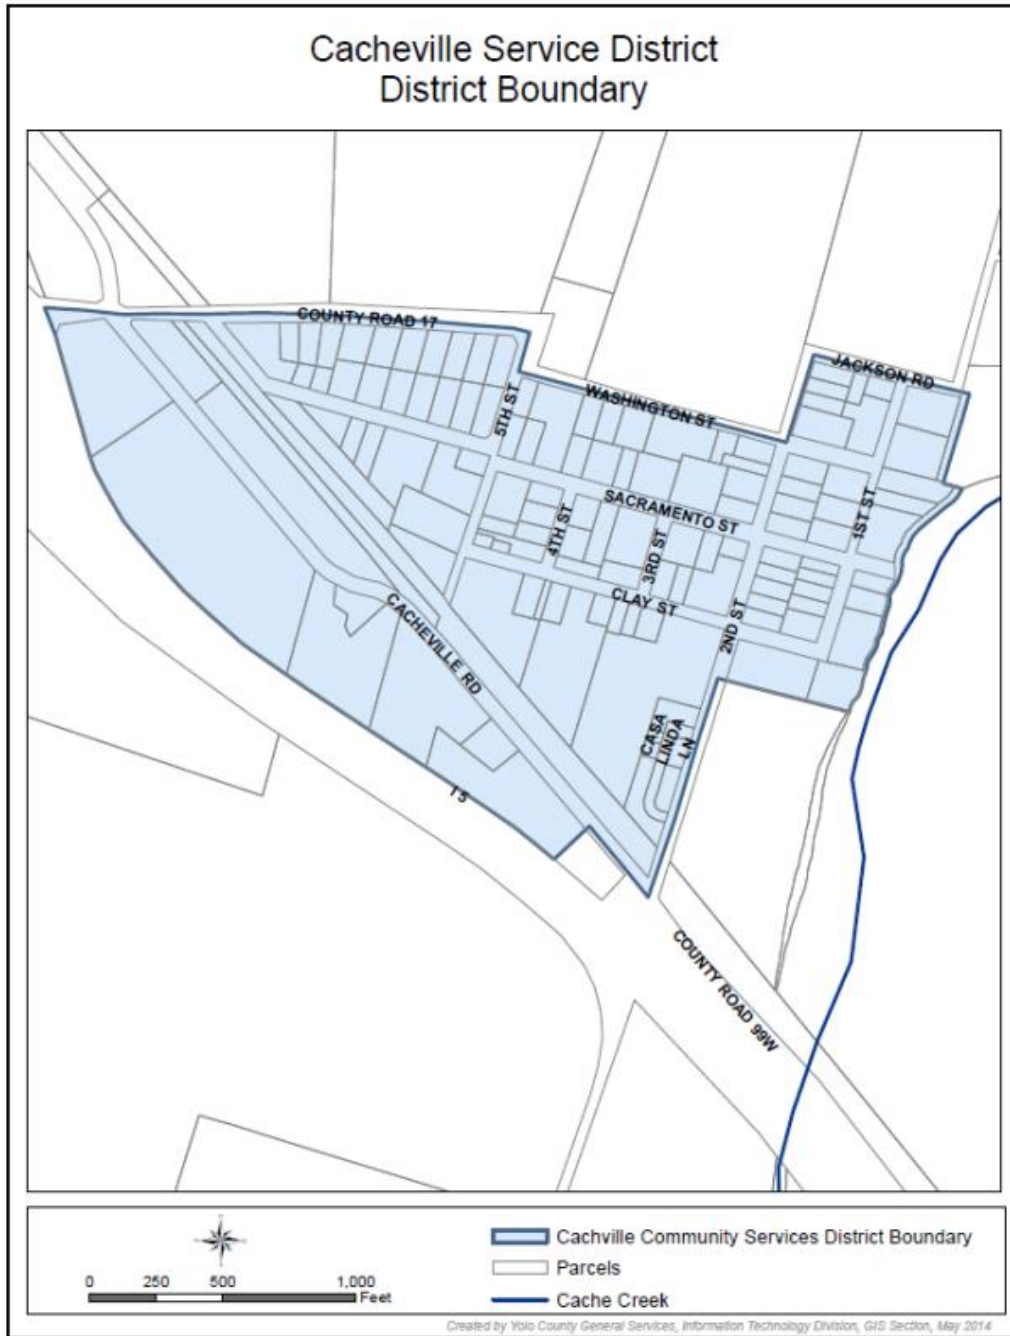 Cacheville Service District
District Boundary
COUNTY ROAD 17
JACKSON RD
5TH ST
WASHINGTON ST
SACRAMENTO ST
1ST ST
4TH ST
3RD ST
CLAY ST
2ND ST
CACHEVILLE RD
CASA
LINDA
LN
I 5
COUNTY ROAD 99W
0 250 500 1,000
Feet
Cachville Community Services District Boundary
Parcels
Cache Creek
Created by Yolo County General Services, Information Technology Division, GIS Section, May 2014